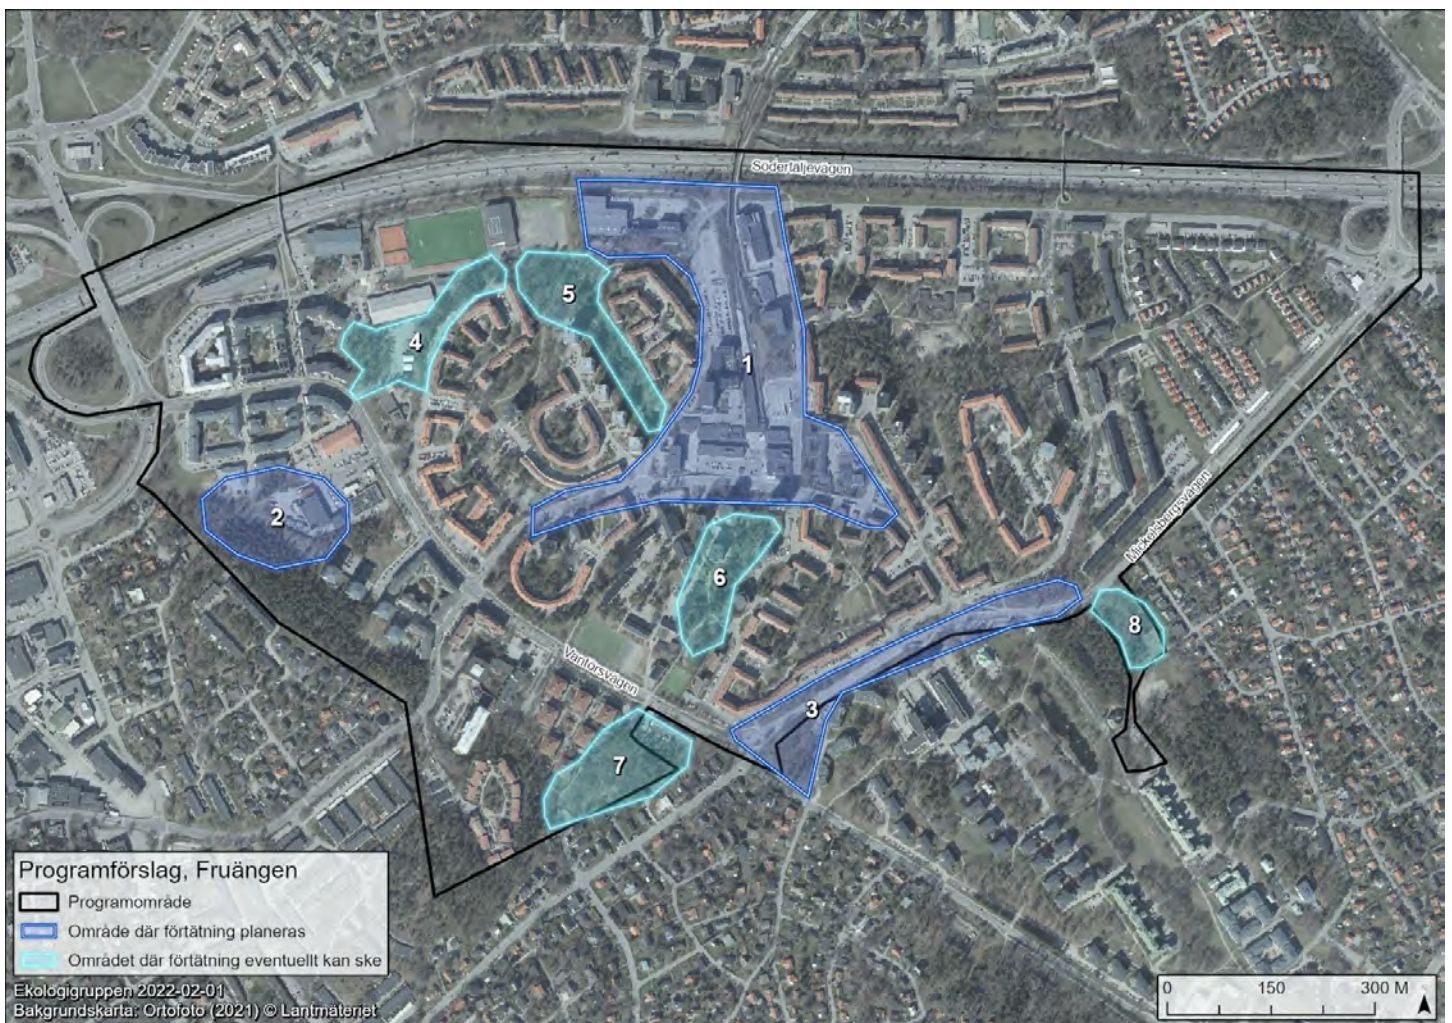 Södertäljevägen
5
4
1
2
Mickelsbergsvägen
6
8
Vantörsvägen
3
7
Programförslag, Fruängen
Programområde
Område där förtätning planeras
Området där förtätning eventuellt kan ske
Ekologigruppen 2022-02-01
Bakgrundskarta: Ortofoto (2021) © Lantmäteriet
0 150 300 M